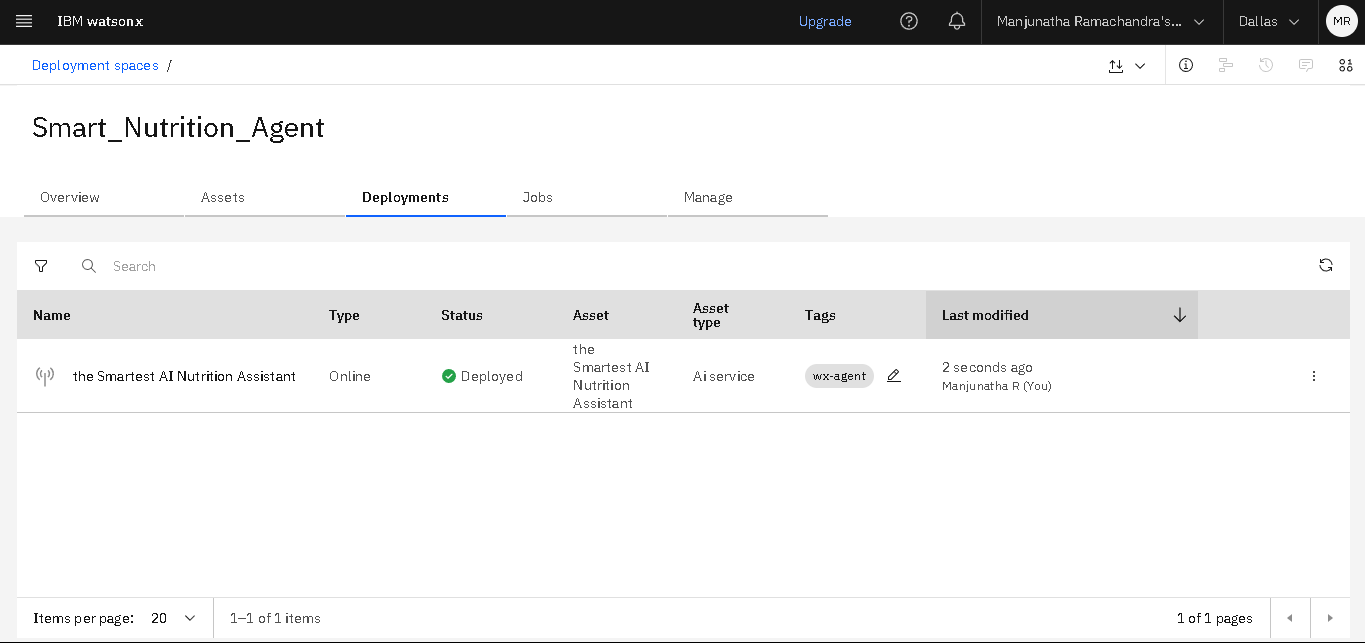 IBM watsonx
Upgrade
Manjunatha Ramachandra's...
Dallas
MR
Deployment spaces /
Smart_Nutrition_Agent
Overview
Assets
Deployments
Jobs
Manage
Search
Name
Type
Status
Asset
Asset
type
Tags
Last modified
the Smartest AI Nutrition Assistant
Online
Deployed
the
Smartest AI
Nutrition
Assistant
Ai service
wx-agent
2 seconds ago
Manjunatha R (You)
Items per page: 20
1–1 of 1 items
1 of 1 pages